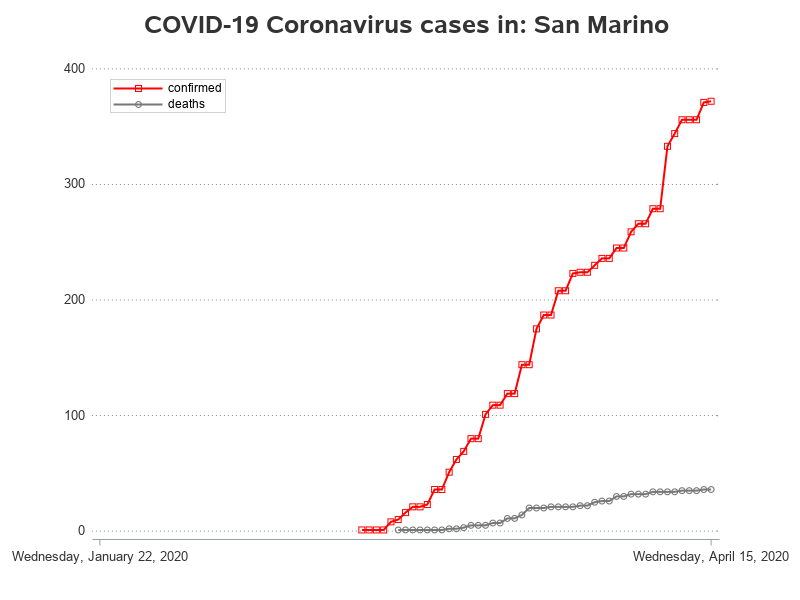 COVID-19 Coronavirus cases in: San Marino
400
confirmed
deaths
300
200
100
0
Wednesday, January 22, 2020 Wednesday, April 15, 2020